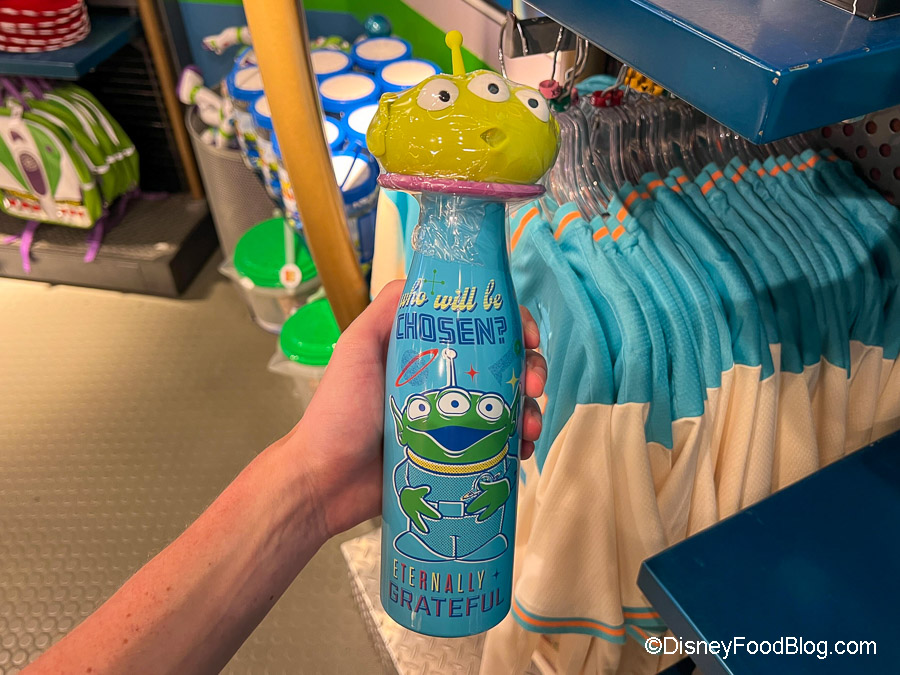 who will be
CHOSEN?
ETERNALLY
GRATEFUL
©DisneyFoodBlog.com